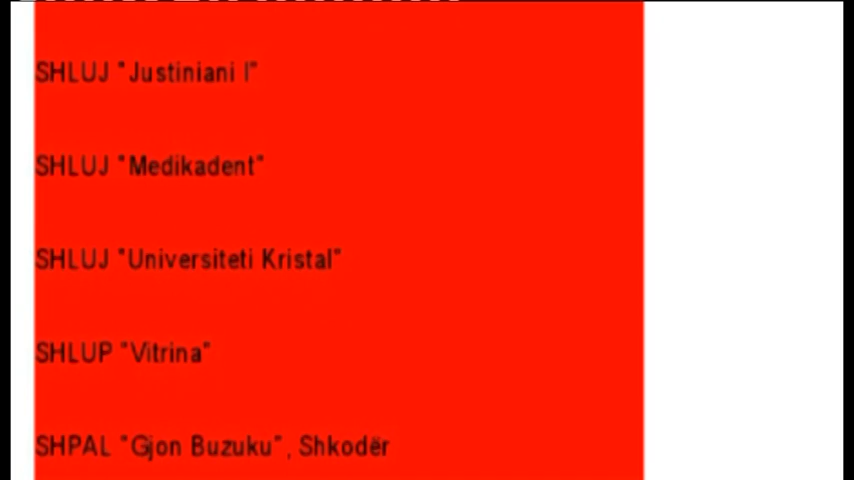 SHLUJ "Justiniani I"
SHLUJ "Medikadent"
SHLUJ "Universiteti Kristal"
SHLUP "Vitrina"
SHPAL "Gjon Buzuku", Shkodër